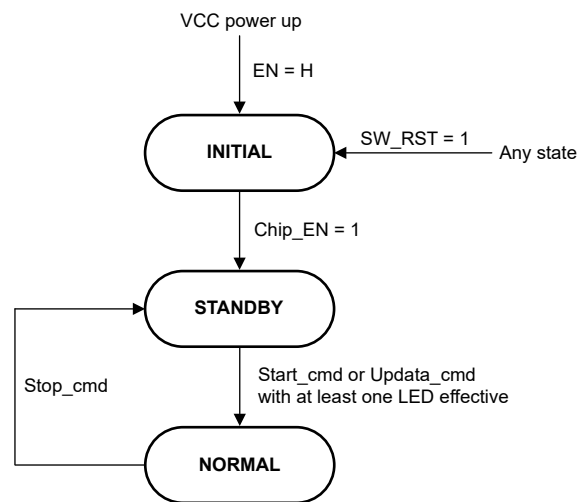 VCC power up
EN = H
INITIAL
SW_RST = 1
Any state
Chip_EN = 1
STANDBY
Stop_cmd
Start_cmd or Updata_cmd
with at least one LED effective
NORMAL